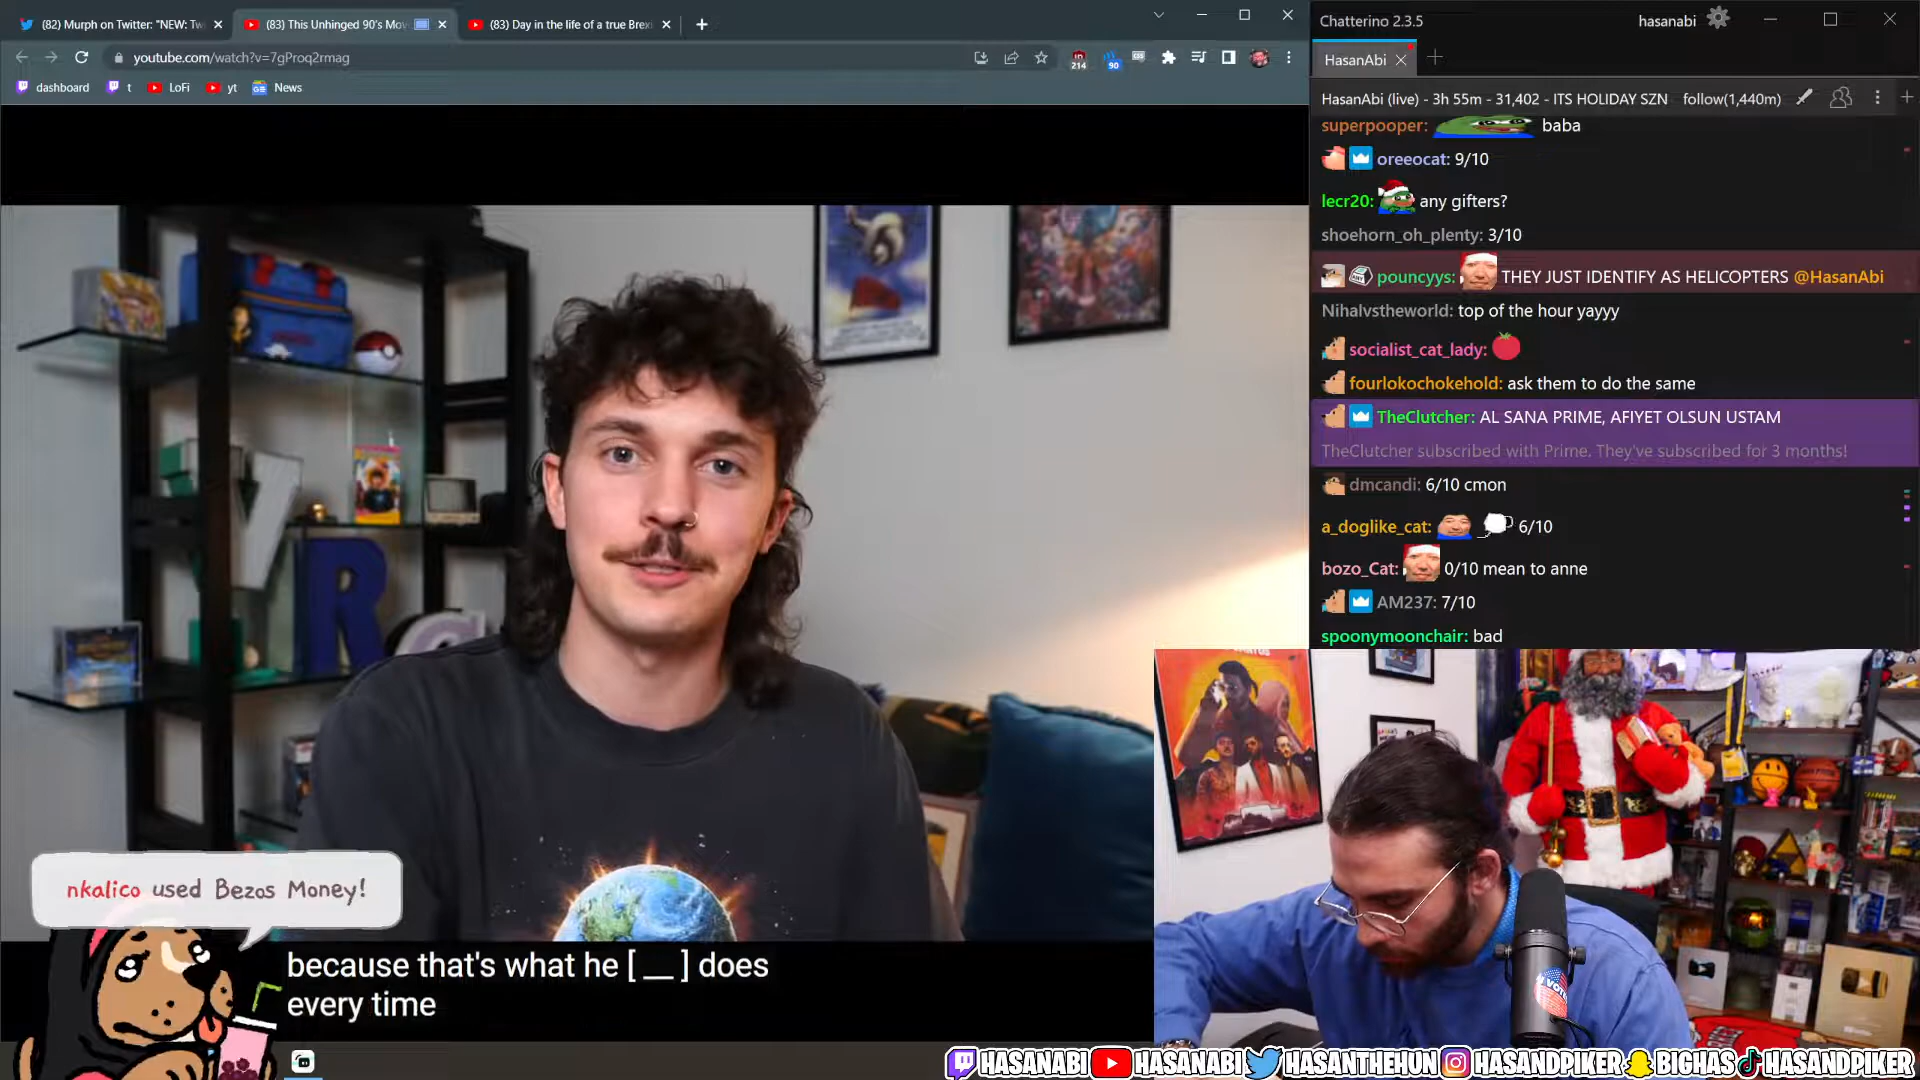 (82) Murph on Twitter: "NEW: Tw
(83) This Unhinged 90's Mov
(83) Day in the life of a true Brex
youtube.com/watch?v=7gProq2rmag
214
90
dashboard
t
LoFi
yt
News
nkalico used Bezos Money!
because that's what he [ __ ] does
every time
Chatterino 2.3.5
hasanabi
HasanAbi
HasanAbi (live) - 3h 55m - 31,402 - ITS HOLIDAY SZN
follow(1,440m)
superpooper: baba
oreeocat: 9/10
lecr20: any gifters?
shoehorn_oh_plenty: 3/10
pouncyys: THEY JUST IDENTIFY AS HELICOPTERS @HasanAbi
Nihalvstheworld: top of the hour yayyy
socialist_cat_lady:
fourlokochokehold: ask them to do the same
TheClutcher: AL SANA PRIME, AFIYET OLSUN USTAM
TheClutcher subscribed with Prime. They've subscribed for 3 months!
dmcandi: 6/10 cmon
a_doglike_cat: 6/10
bozo_Cat: 0/10 mean to anne
AM237: 7/10
spoonymoonchair: bad
VOTE
HASANABI
HASANABI
HASANTHEHUN
HASANDPIKER
BIGHAS
HASANDPIKER